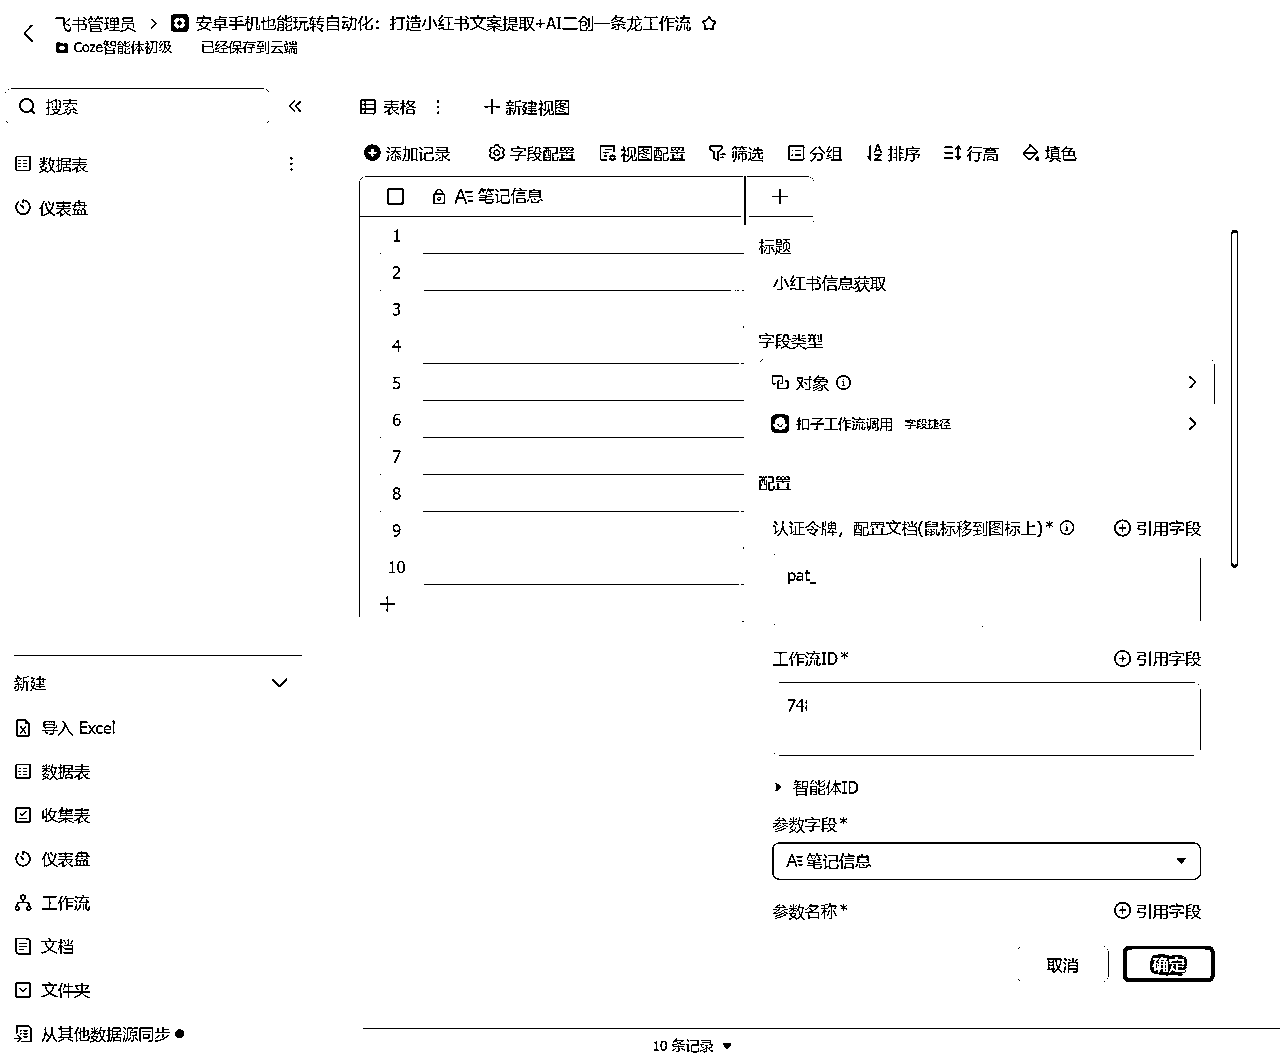 飞书管理员 > 安卓手机也能玩转自动化：打造小红书文案提取+AI二创一条龙工作流
Coze智能体初级 已经保存到云端
搜索
数据表
仪表盘
新建
导入 Excel
数据表
收集表
仪表盘
工作流
文档
文件夹
从其他数据源同步
表格 新建视图
添加记录 字段配置 视图配置 筛选 分组 排序 行高 填色
笔记信息
1
2
3
4
5
6
7
8
9
10
标题
小红书信息获取
字段类型
对象
扣子工作流调用 字段捷径
配置
认证令牌，配置文档(鼠标移到图标上)* 引用字段
pat_
工作流ID* 引用字段
74
智能体ID
参数字段*
笔记信息
参数名称* 引用字段
取消 确定
10 条记录